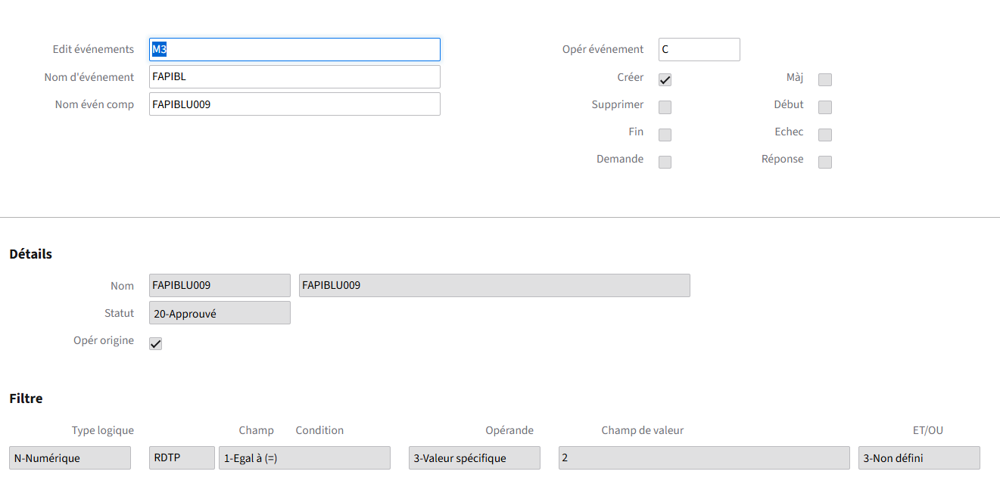 Edit événements M3 Opér événement C
Nom d'événement FAPIBL Créer Màj
Nom évén comp FAPIBLU009 Supprimer Début
Fin Echec
Demande Réponse
Détails
Nom FAPIBLU009 FAPIBLU009
Statut 20-Approuvé
Opér origine
Filtre
Type logique Champ Condition Opérande Champ de valeur ET/OU
N-Numérique RDTP 1-Egal à (=) 3-Valeur spécifique 2 3-Non défini